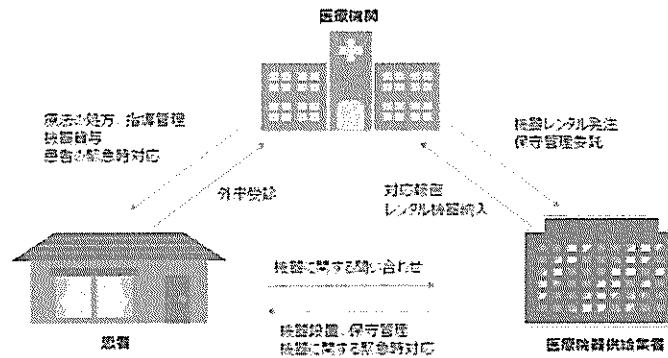 医療機関
療法の処方、指導管理
機器貸与
患者の緊急時対応
外来受診
機器レンタル発注
保守管理委託
対応報告
レンタル機器納入
機器に関する問い合わせ
機器設置、保守管理
機器に関する緊急時対応
患者
医療機器供給業者